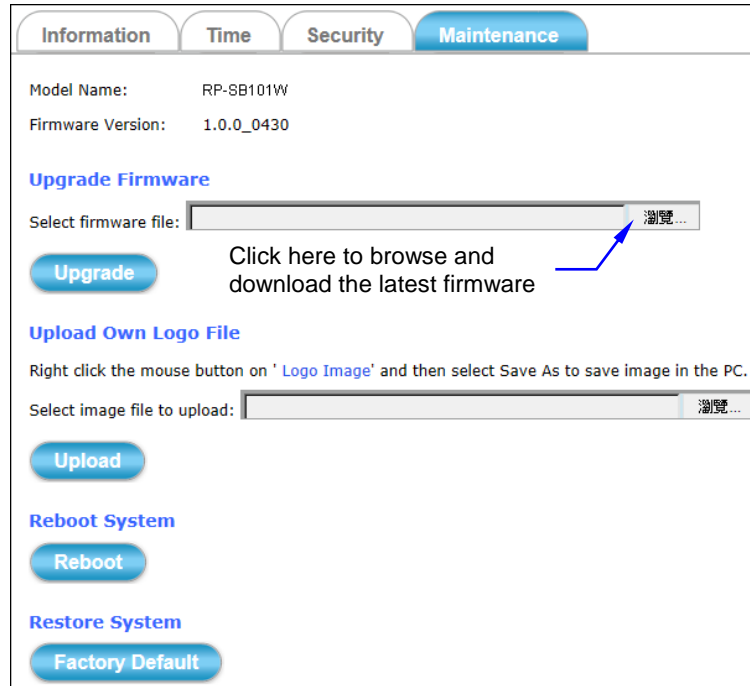 Information Time Security Maintenance
Model Name: RP-SB101W
Firmware Version: 1.0.0_0430
Upgrade Firmware
Select firmware file: 瀏覽...
Click here to browse and
download the latest firmware
Upgrade
Upload Own Logo File
Right click the mouse button on ' Logo Image' and then select Save As to save image in the PC.
Select image file to upload: 瀏覽...
Upload
Reboot System
Reboot
Restore System
Factory Default